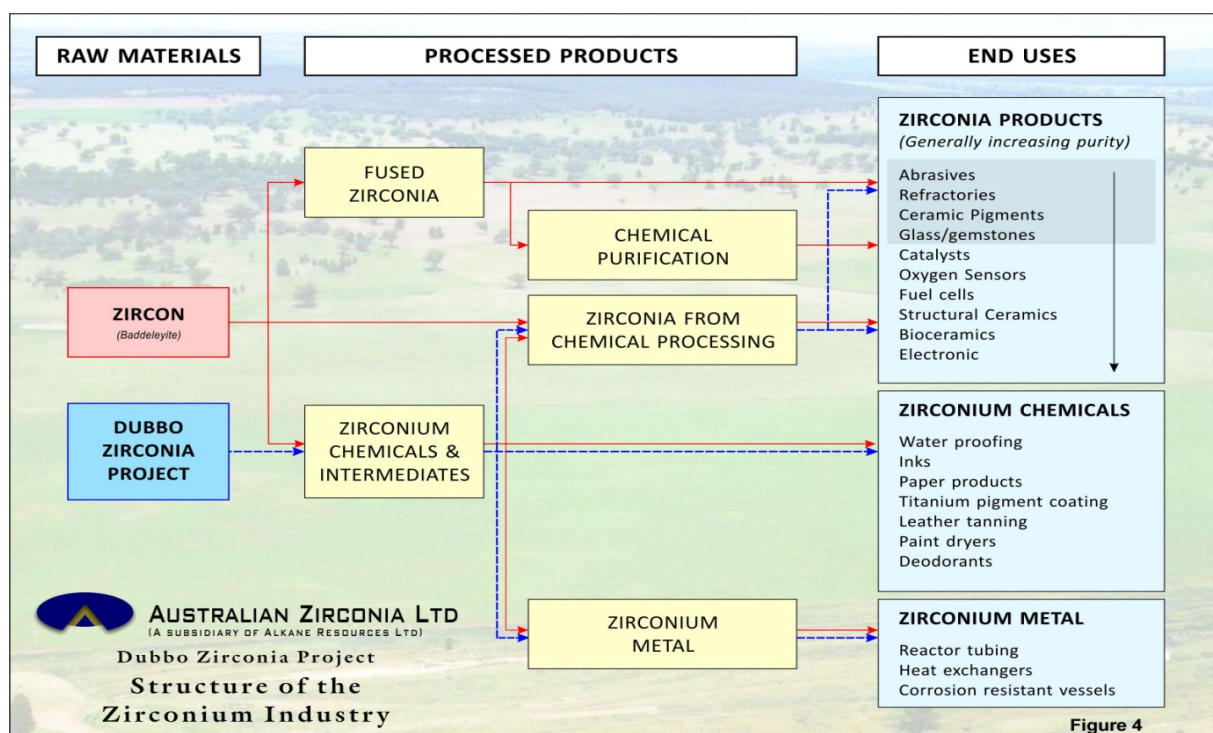 RAW MATERIALS
PROCESSED PRODUCTS
END USES
ZIRCON
(Baddeleyite)
DUBBO
ZIRCONIA
PROJECT
FUSED
ZIRCONIA
CHEMICAL
PURIFICATION
ZIRCONIA FROM
CHEMICAL PROCESSING
ZIRCONIUM
CHEMICALS &
INTERMEDIATES
ZIRCONIUM
METAL
ZIRCONIA PRODUCTS
(Generally increasing purity)
Abrasives
Refractories
Ceramic Pigments
Glass/gemstones
Catalysts
Oxygen Sensors
Fuel cells
Structural Ceramics
Bioceramics
Electronic
ZIRCONIUM CHEMICALS
Water proofing
Inks
Paper products
Titanium pigment coating
Leather tanning
Paint dryers
Deodorants
ZIRCONIUM METAL
Reactor tubing
Heat exchangers
Corrosion resistant vessels
AUSTRALIAN ZIRCONIA LTD
(A SUBSIDIARY OF ALKANE RESOURCES LTD)
Dubbo Zirconia Project
Structure of the
Zirconium Industry
Figure 4